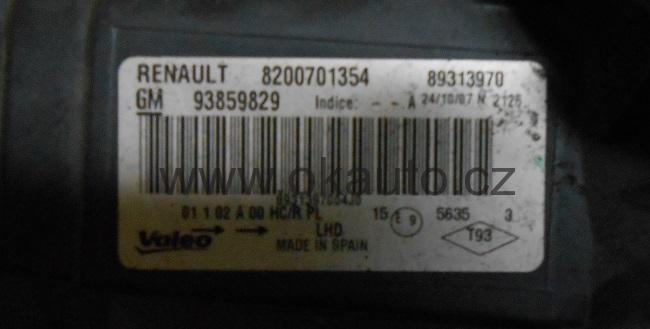 RENAULT 8200701354 89313970
GM 93859829 Indice: - - A 24/10/07 N 2126
www.okauto.cz
01 1 02 A 00 HC/R PL 15 E 9 5635 3
Valeo LHD T93
MADE IN SPAIN